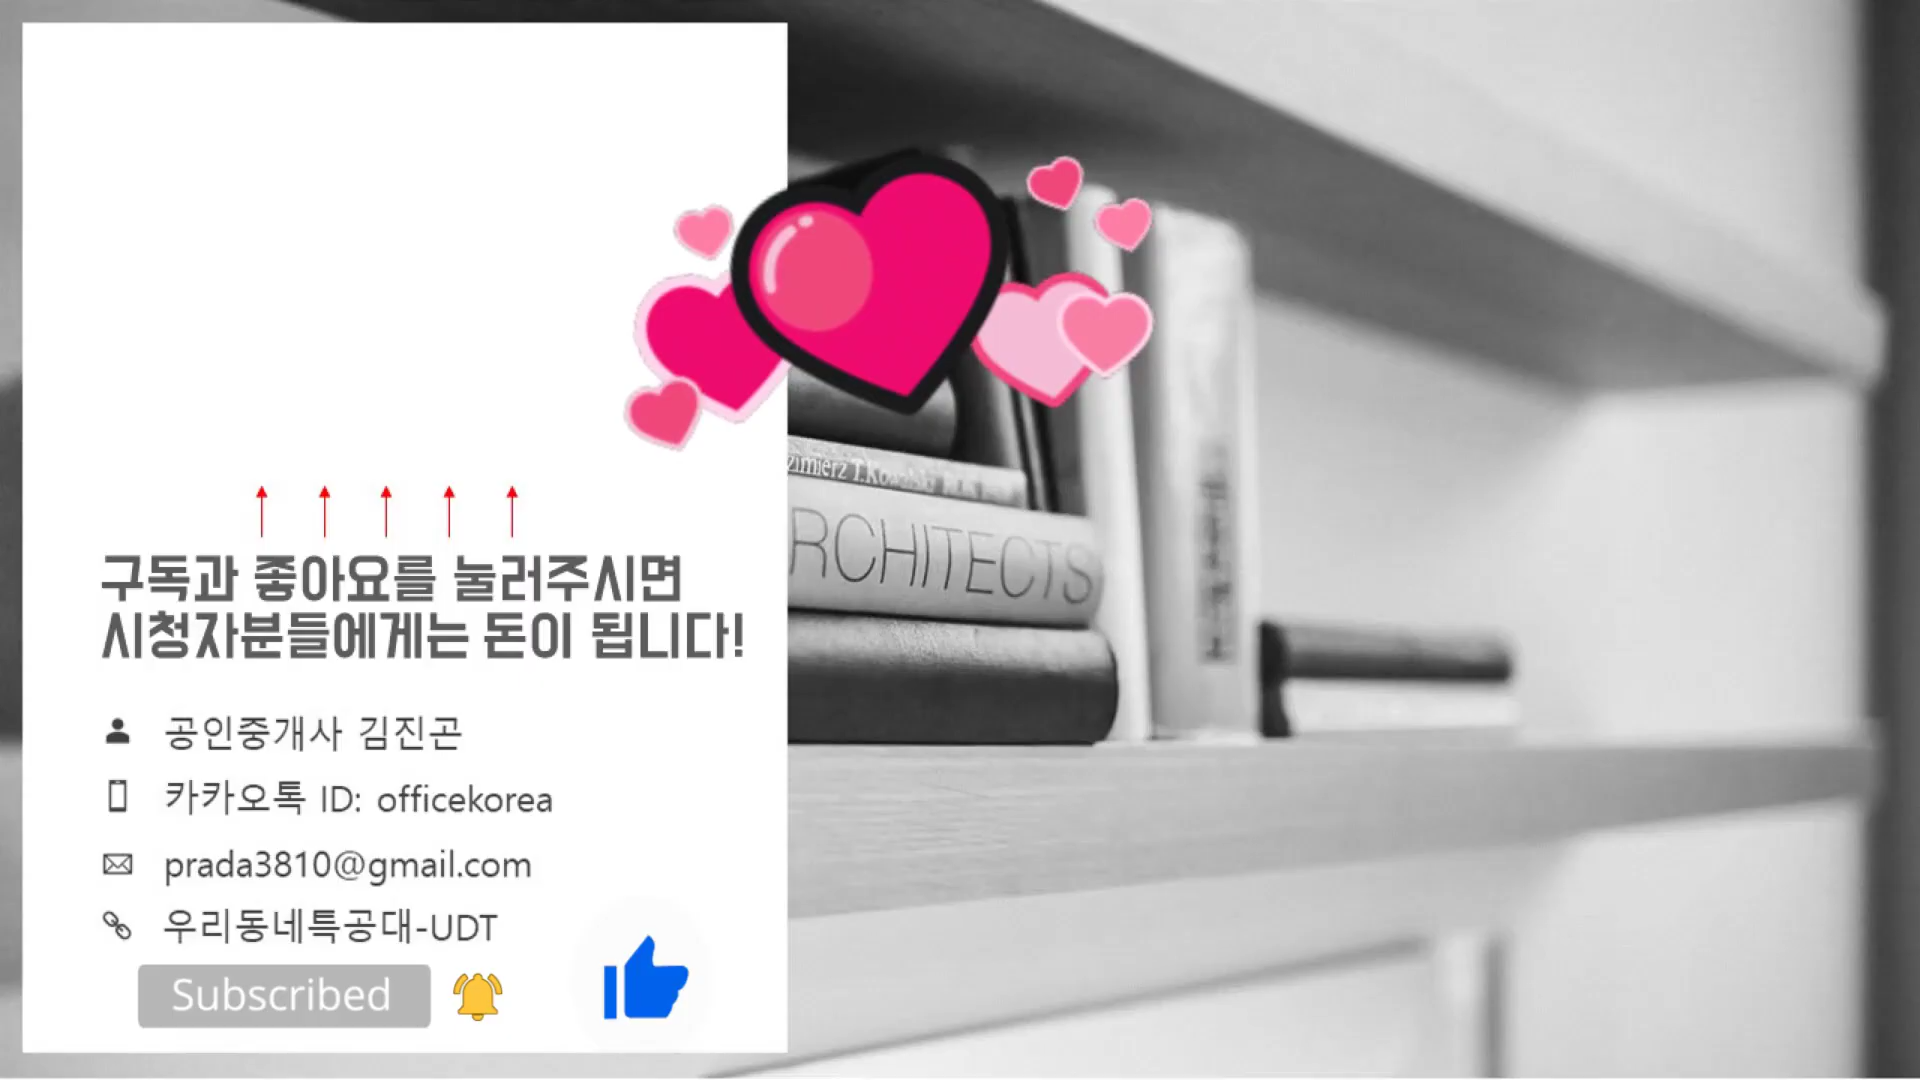 구독과 좋아요를 눌러주시면
시청자분들에게는 돈이 됩니다!
공인중개사 김진곤
카카오톡 ID: officekorea
prada3810@gmail.com
우리동네특공대-UDT
Subscribed
zimierz T.Kowalski
RCHITECTS